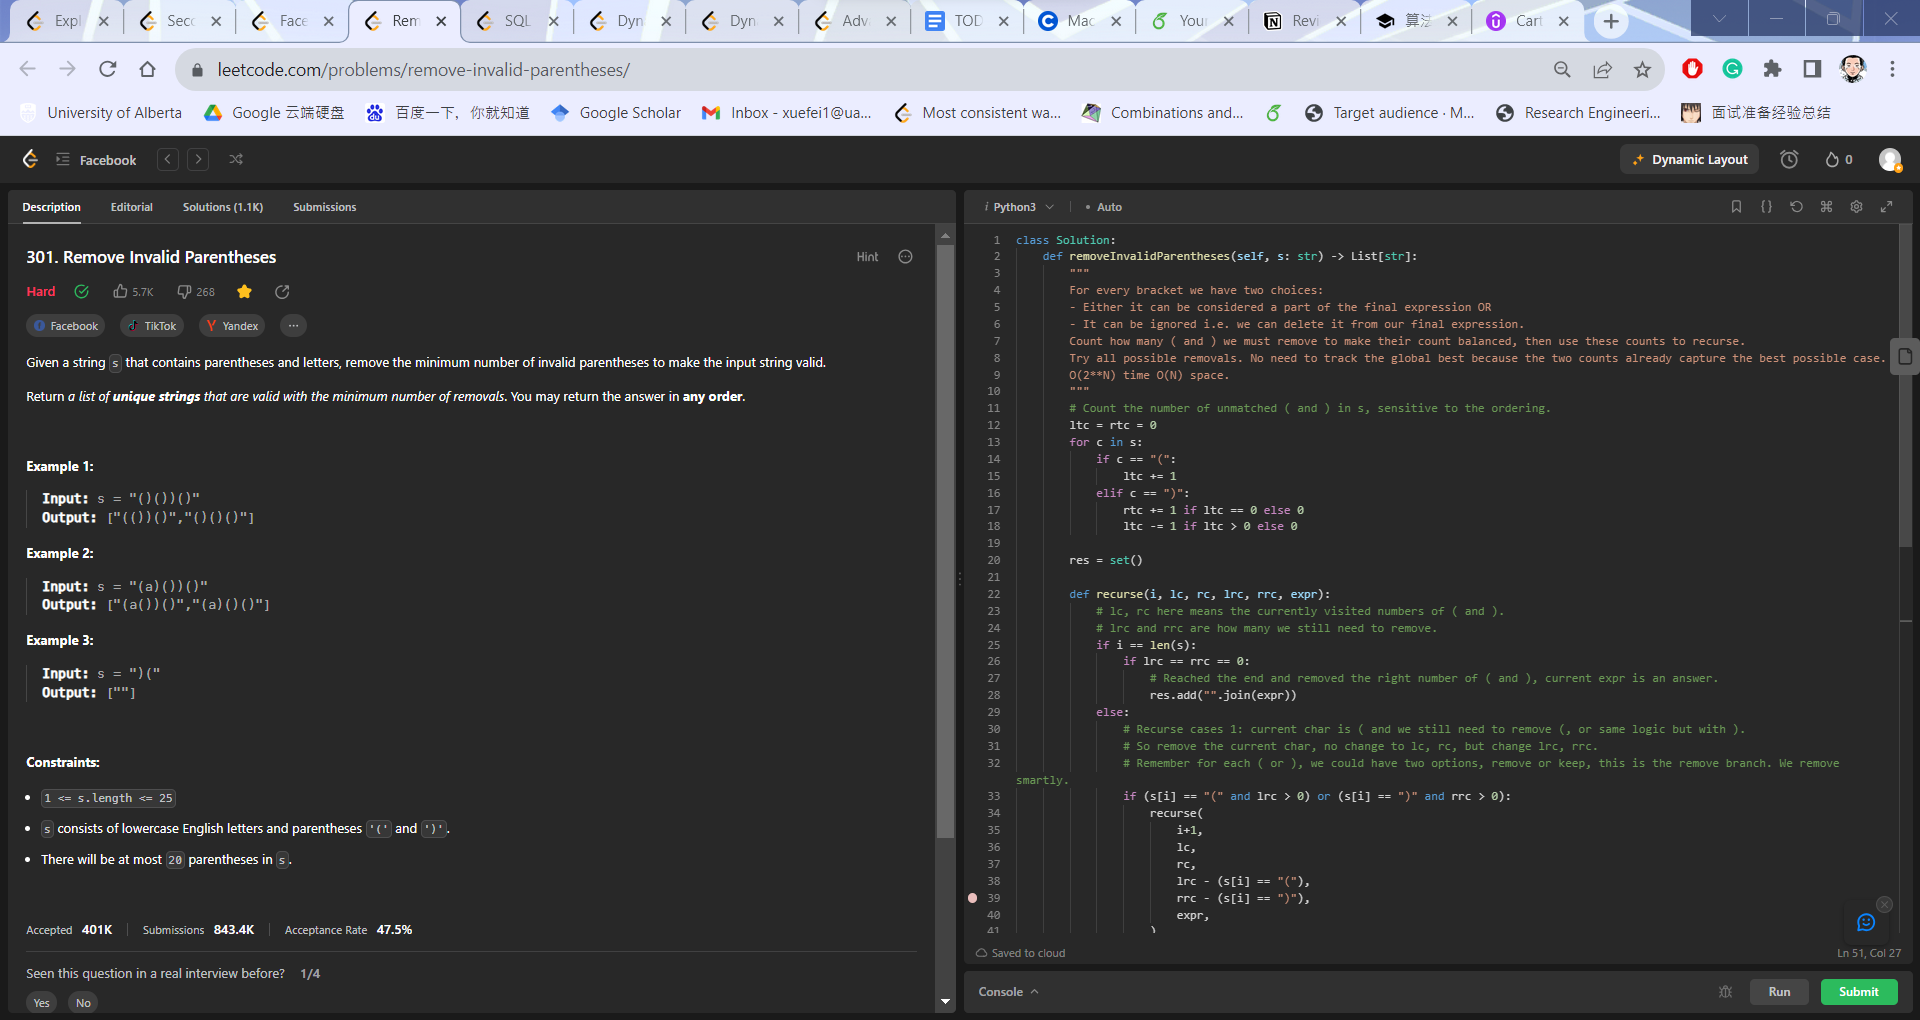 Expl
Secc
Face
Rem
SQL
Dyn
Dyn
Adv
TOD
Mac
Your
Revi
算法
Cart
leetcode.com/problems/remove-invalid-parentheses/
University of Alberta
Google 云端硬盘
百度一下，你就知道
Google Scholar
Inbox - xuefei1@ua...
Most consistent wa...
Combinations and...
Target audience · M...
Research Engineeri...
面试准备经验总结
Facebook
Dynamic Layout
0
Description
Editorial
Solutions (1.1K)
Submissions
301. Remove Invalid Parentheses
Hint
Hard
5.7K
268
Facebook
TikTok
Yandex
...
Given a string s that contains parentheses and letters, remove the minimum number of invalid parentheses to make the input string valid.
Return a list of unique strings that are valid with the minimum number of removals. You may return the answer in any order.
Example 1:
Input: s = "()())()"
Output: ["(())()","()()()"]
Example 2:
Input: s = "(a)())()"
Output: ["(a())()","(a)()()"]
Example 3:
Input: s = ")("
Output: [""]
Constraints:
• 1 <= s.length <= 25
• s consists of lowercase English letters and parentheses '(' and ')'.
• There will be at most 20 parentheses in s.
Accepted 401K
Submissions 843.4K
Acceptance Rate 47.5%
Seen this question in a real interview before? 1/4
Yes
No
i Python3
• Auto
1 class Solution:
2 def removeInvalidParentheses(self, s: str) -> List[str]:
3 """
4 For every bracket we have two choices:
5 - Either it can be considered a part of the final expression OR
6 - It can be ignored i.e. we can delete it from our final expression.
7 Count how many ( and ) we must remove to make their count balanced, then use these counts to recurse.
8 Try all possible removals. No need to track the global best because the two counts already capture the best possible case.
9 O(2**N) time O(N) space.
10 """
11 # Count the number of unmatched ( and ) in s, sensitive to the ordering.
12 ltc = rtc = 0
13 for c in s:
14 if c == "(":
15 ltc += 1
16 elif c == ")":
17 rtc += 1 if ltc == 0 else 0
18 ltc -= 1 if ltc > 0 else 0
19
20 res = set()
21
22 def recurse(i, lc, rc, lrc, rrc, expr):
23 # lc, rc here means the currently visited numbers of ( and ).
24 # lrc and rrc are how many we still need to remove.
25 if i == len(s):
26 if lrc == rrc == 0:
27 # Reached the end and removed the right number of ( and ), current expr is an answer.
28 res.add("".join(expr))
29 else:
30 # Recurse cases 1: current char is ( and we still need to remove (, or same logic but with ).
31 # So remove the current char, no change to lc, rc, but change lrc, rrc.
32 # Remember for each ( or ), we could have two options, remove or keep, this is the remove branch. We remove
smartly.
33 if (s[i] == "(" and lrc > 0) or (s[i] == ")" and rrc > 0):
34 recurse(
35 i+1,
36 lc,
37 rc,
38 lrc - (s[i] == "("),
39 rrc - (s[i] == ")"),
40 expr,
41 )
Saved to cloud
Ln 51, Col 27
Console
Run
Submit